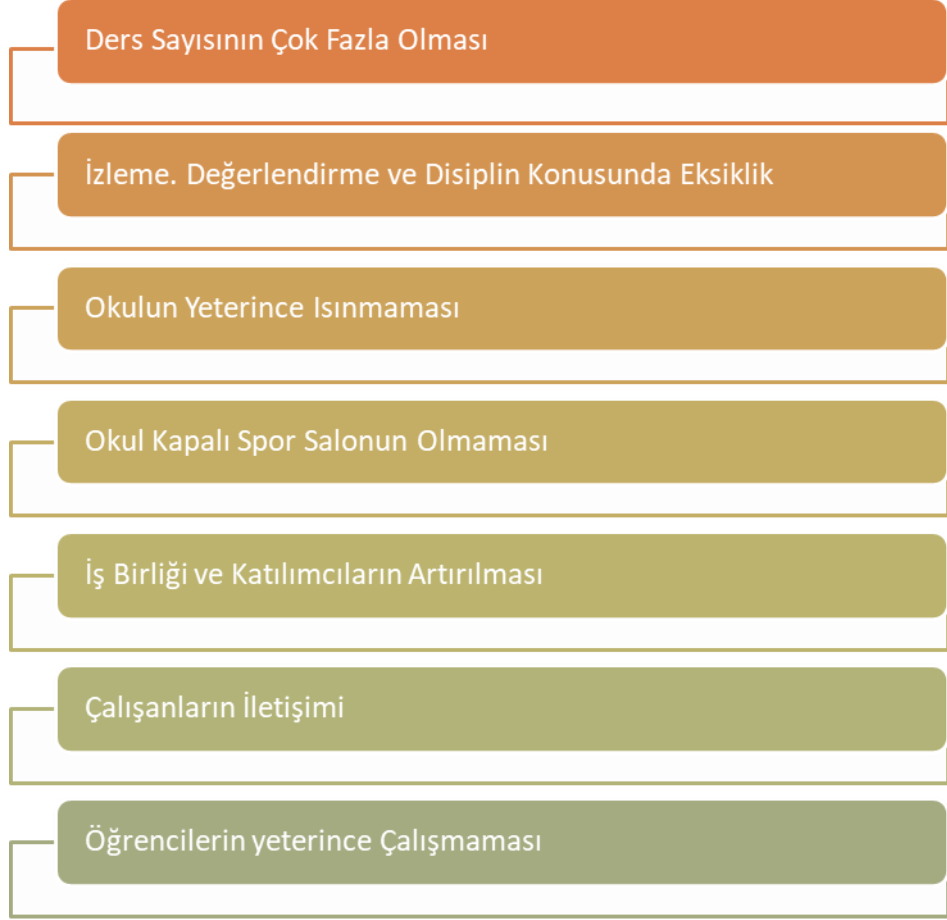 Ders Sayısının Çok Fazla Olması
İzleme. Değerlendirme ve Disiplin Konusunda Eksiklik
Okulun Yeterince Isınmaması
Okul Kapalı Spor Salonun Olmaması
İş Birliği ve Katılımcıların Artırılması
Çalışanların İletişimi
Öğrencilerin yeterince Çalışmaması